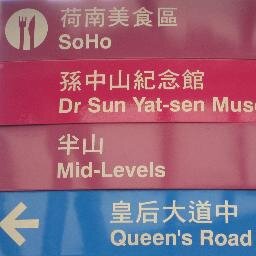 荷南美食區
SoHo
孫中山紀念館
Dr Sun Yat-sen
半山
Mid-Levels
皇后大道中
Queen's Road